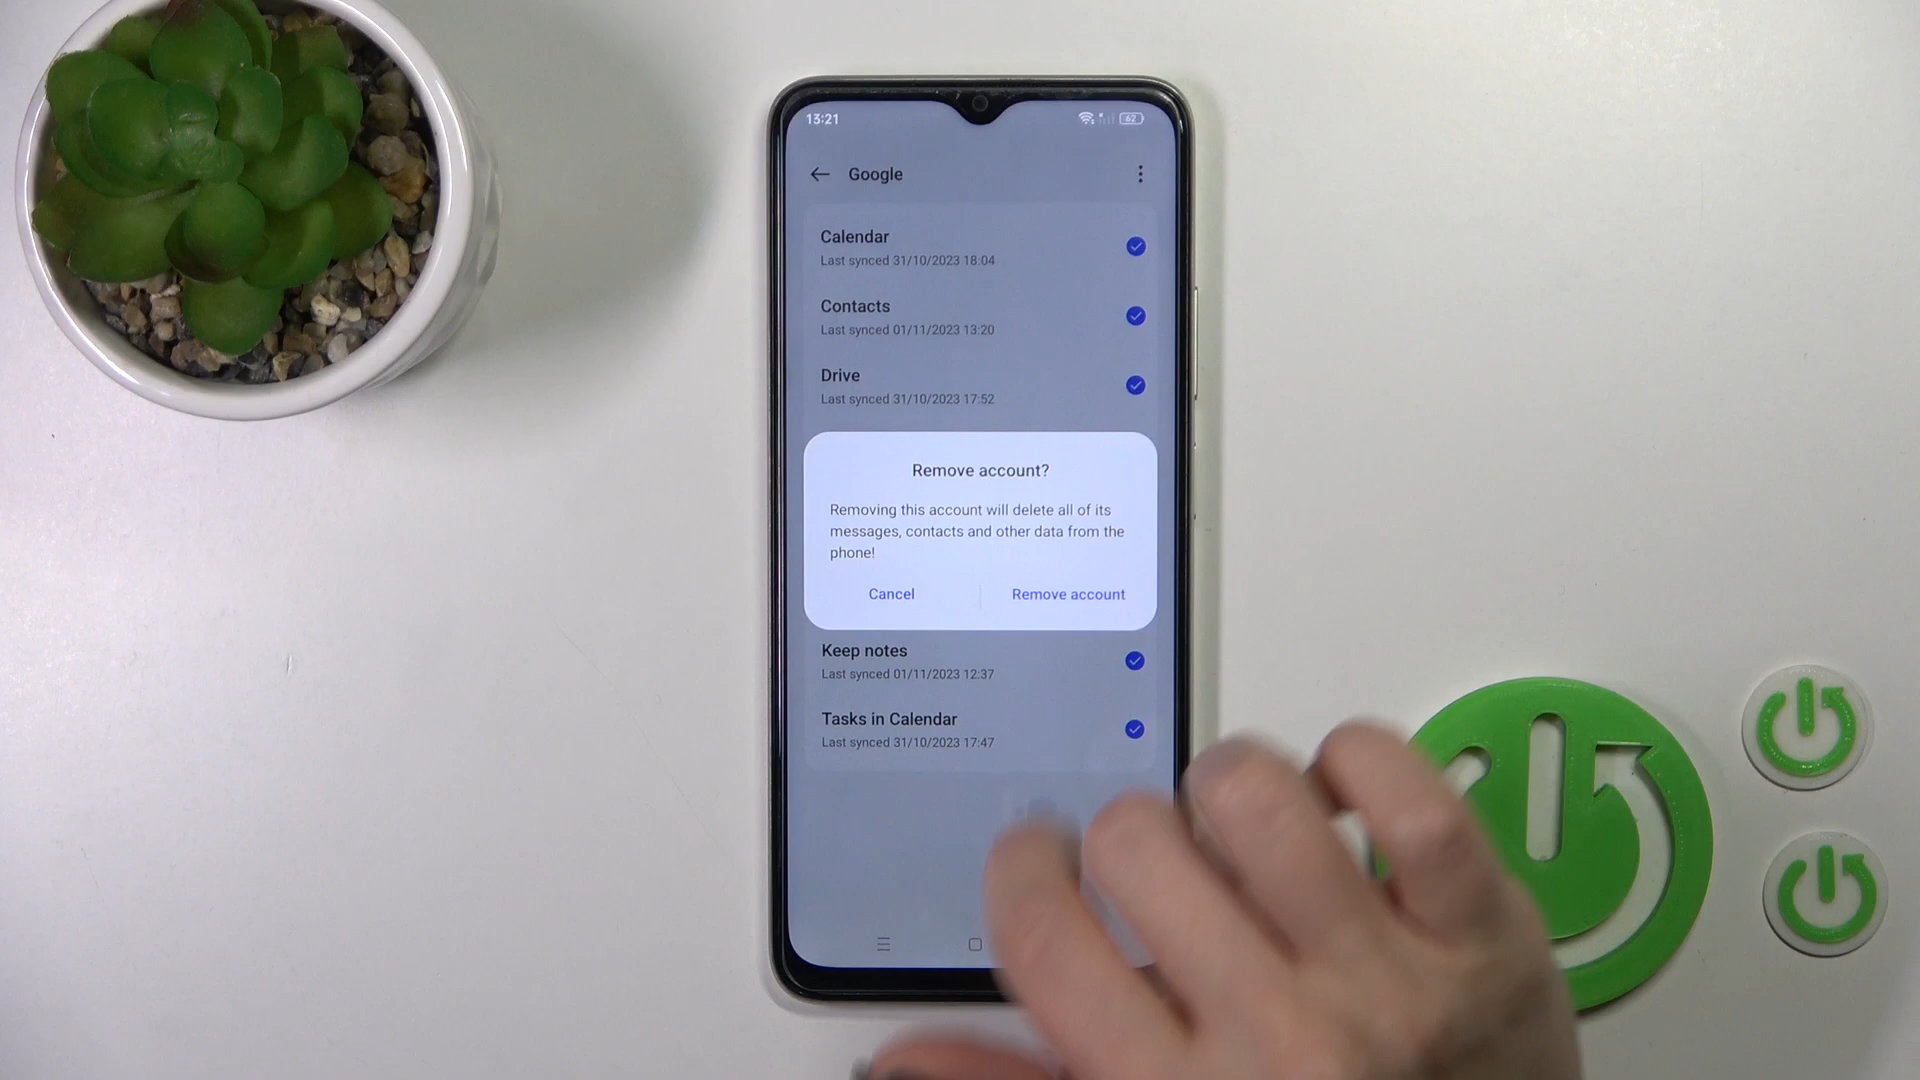 13:21
62
Google
Calendar
Last synced 31/10/2023 18:04
Contacts
Last synced 01/11/2023 13:20
Drive
Last synced 31/10/2023 17:52
Remove account?
Removing this account will delete all of its
messages, contacts and other data from the
phone!
Cancel
Remove account
Keep notes
Last synced 01/11/2023 12:37
Tasks in Calendar
Last synced 31/10/2023 17:47